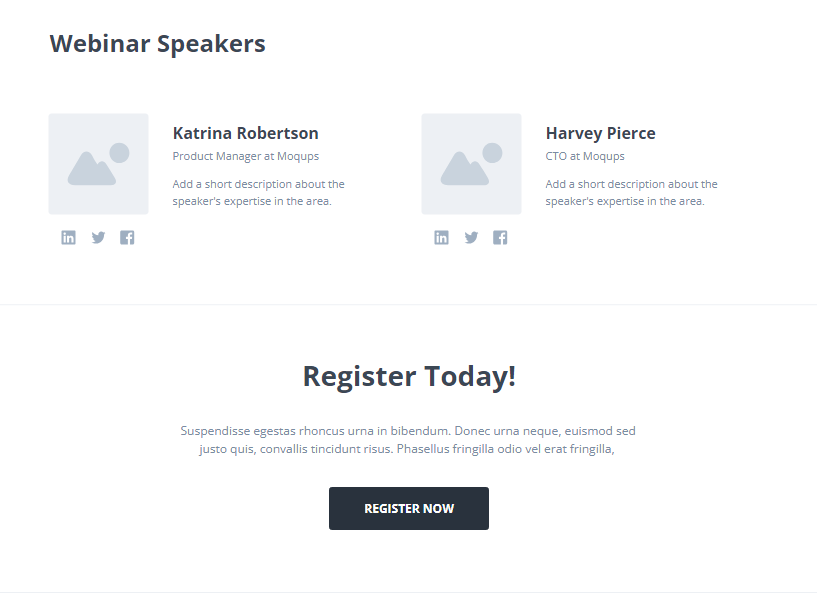 Webinar Speakers
Katrina Robertson
Product Manager at Moqups
Add a short description about the
speaker's expertise in the area.
Harvey Pierce
CTO at Moqups
Add a short description about the
speaker's expertise in the area.
Register Today!
Suspendisse egestas rhoncus urna in bibendum. Donec urna neque, euismod sed
justo quis, convallis tincidunt risus. Phasellus fringilla odio vel erat fringilla,
REGISTER NOW